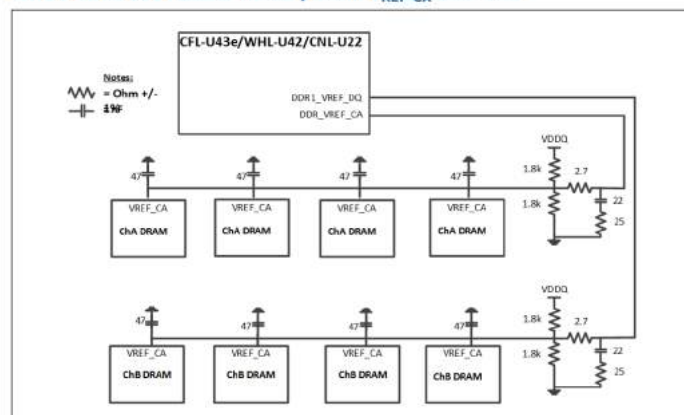 REF_CA
CFL-U43e/WHL-U42/CNL-U22
Notes:
= Ohm +/-
DDR1_VREF_DQ
DDR_VREF_CA
VDDQ
47
47
47
47
1.8k
2.7
1.8k
22
25
VREF_CA
VREF_CA
VREF_CA
VREF_CA
ChA DRAM
ChA DRAM
ChA DRAM
ChA DRAM
VDDQ
47
47
47
47
1.8k
2.7
1.8k
22
25
VREF_CA
VREF_CA
VREF_CA
VREF_CA
ChB DRAM
ChB DRAM
ChB DRAM
ChB DRAM